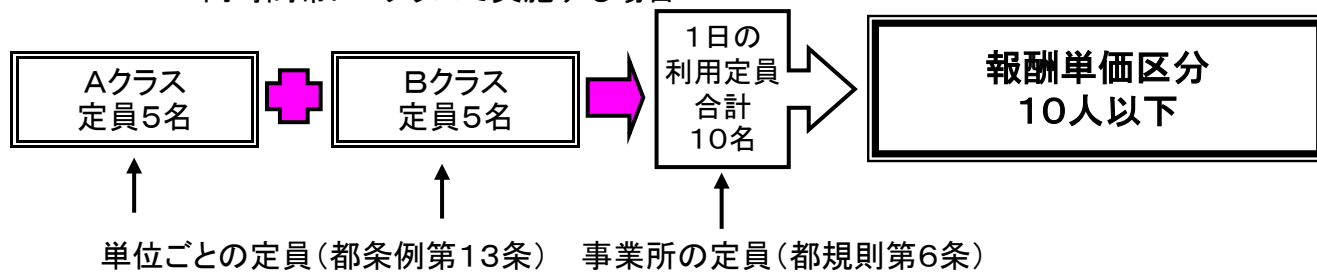 Aクラス
定員5名
Bクラス
定員5名
1日の
利用定員
合計
10名
報酬単価区分
10人以下
単位ごとの定員(都条例第13条) 事業所の定員(都規則第6条)